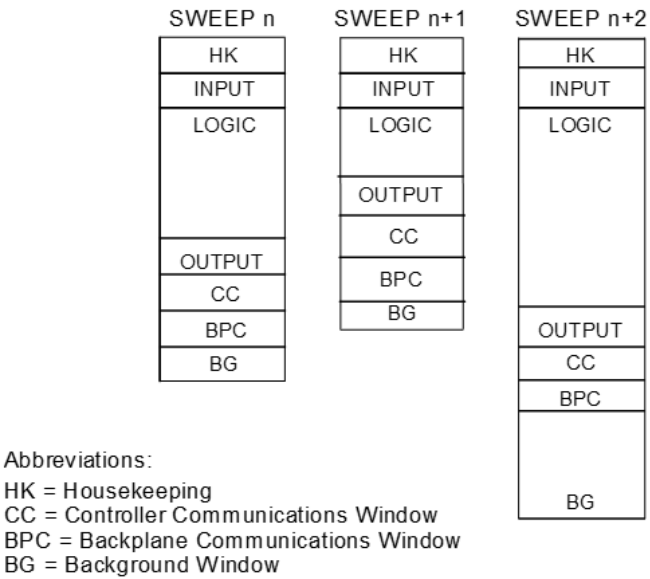 SWEEP n
HK
INPUT
LOGIC
OUTPUT
CC
BPC
BG
SWEEP n+1
HK
INPUT
LOGIC
OUTPUT
CC
BPC
BG
SWEEP n+2
HK
INPUT
LOGIC
OUTPUT
CC
BPC
BG
Abbreviations:
HK = Housekeeping
CC = Controller Communications Window
BPC = Backplane Communications Window
BG = Background Window